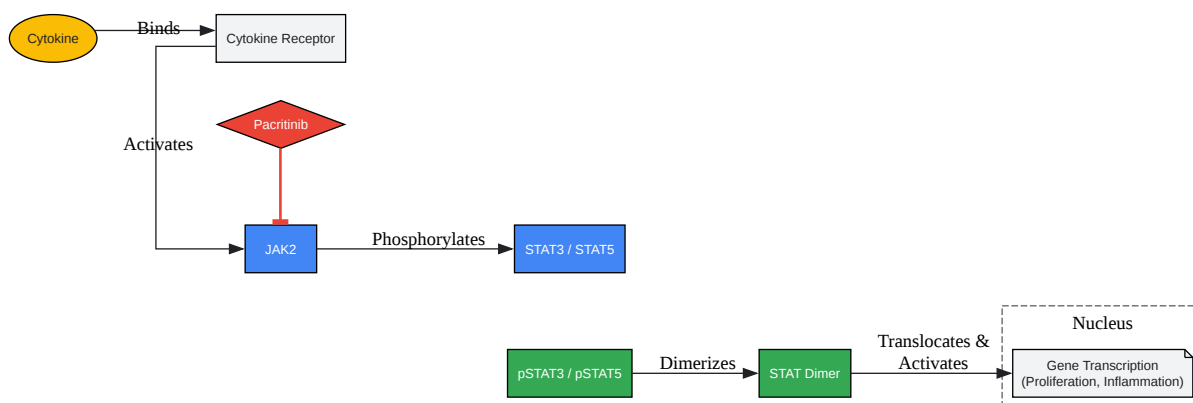 Cytokine
Binds
Cytokine Receptor
Pacritinib
Activates
JAK2
Phosphorylates
STAT3 / STAT5
Nucleus
pSTAT3 / pSTAT5
Dimerizes
STAT Dimer
Translocates &
Activates
Gene Transcription
(Proliferation, Inflammation)